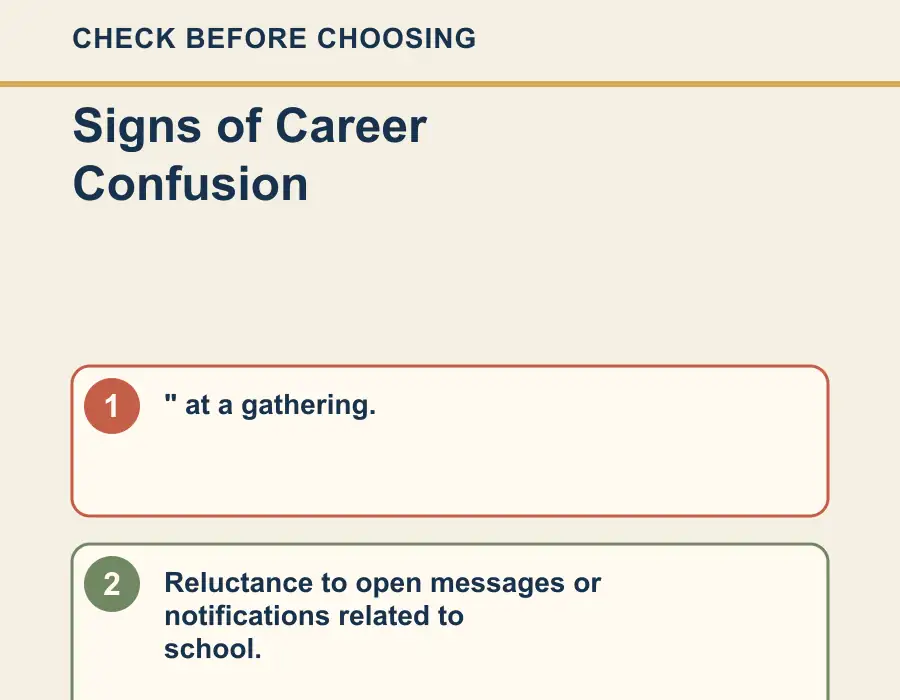 CHECK BEFORE CHOOSING
Signs of Career
Confusion
1
" at a gathering.
2
Reluctance to open messages or
notifications related to
school.